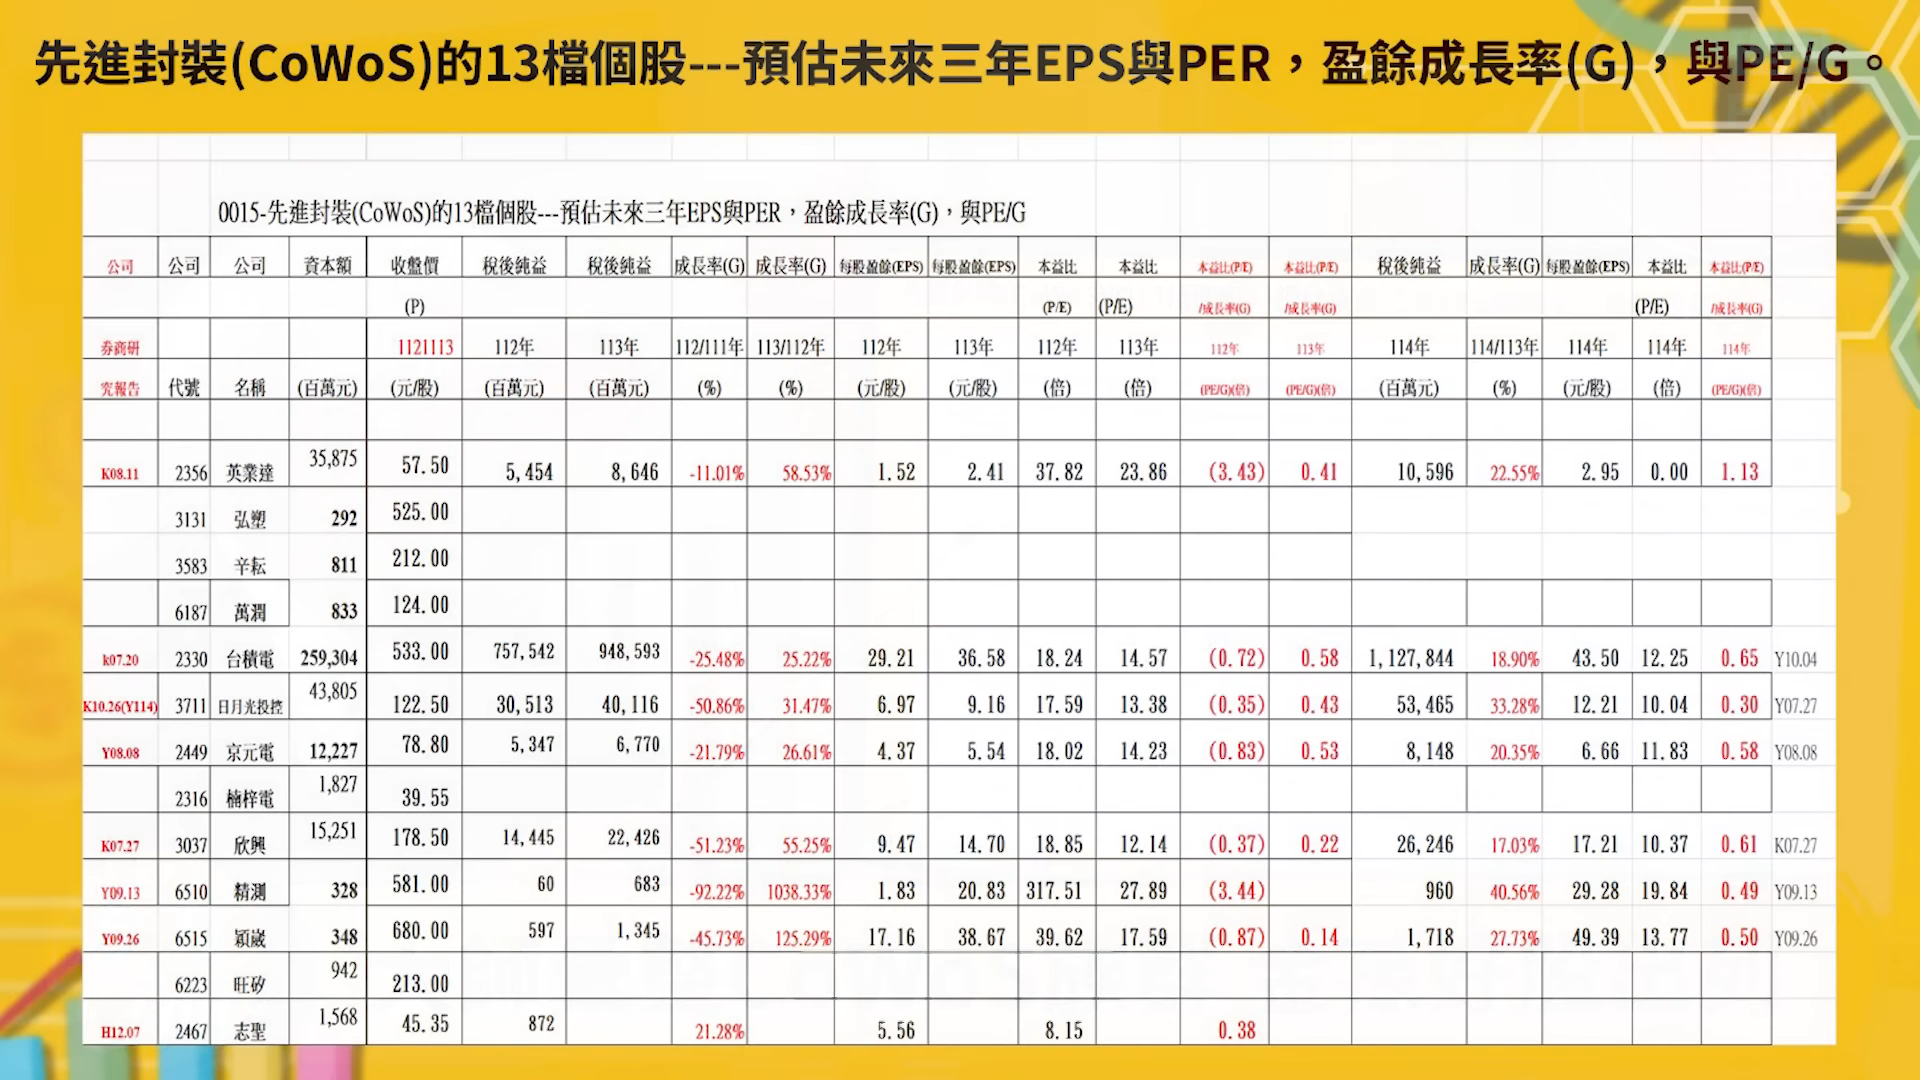 先進封裝(CoWoS)的13檔個股---預估未來三年EPS與PER，盈餘成長率(G)，與PE/G。
0015-先進封裝(CoWoS)的13檔個股---預估未來三年EPS與PER，盈餘成長率(G)，與PE/G
公司 公司 公司 資本額 收盤價 稅後純益 稅後純益 成長率(G) 成長率(G) 每股盈餘(EPS) 每股盈餘(EPS) 本益比 本益比 本益比(P/E) 本益比(P/E) 稅後純益 成長率(G) 每股盈餘(EPS) 本益比 本益比(P/E)
(P) (P/E) (P/E) /成長率(G) /成長率(G) (P/E) /成長率(G)
券商研 1121113 112年 113年 112/111年 113/112年 112年 113年 112年 113年 112年 113年 114年 114/113年 114年 114年 114年
究報告 代號 名稱 (百萬元) (元/股) (百萬元) (百萬元) (%) (%) (元/股) (元/股) (倍) (倍) (PE/G)(倍) (PE/G)(倍) (百萬元) (%) (元/股) (倍) (PE/G)(倍)
K08.11 2356 英業達 35,875 57.50 5,454 8,646 -11.01% 58.53% 1.52 2.41 37.82 23.86 (3.43) 0.41 10,596 22.55% 2.95 0.00 1.13
3131 弘塑 292 525.00
3583 辛耘 811 212.00
6187 萬潤 833 124.00
k07.20 2330 台積電 259,304 533.00 757,542 948,593 -25.48% 25.22% 29.21 36.58 18.24 14.57 (0.72) 0.58 1,127,844 18.90% 43.50 12.25 0.65 Y10.04
K10.26(Y114) 3711 日月光投控 43,805 122.50 30,513 40,116 -50.86% 31.47% 6.97 9.16 17.59 13.38 (0.35) 0.43 53,465 33.28% 12.21 10.04 0.30 Y07.27
Y08.08 2449 京元電 12,227 78.80 5,347 6,770 -21.79% 26.61% 4.37 5.54 18.02 14.23 (0.83) 0.53 8,148 20.35% 6.66 11.83 0.58 Y08.08
2316 楠梓電 1,827 39.55
K07.27 3037 欣興 15,251 178.50 14,445 22,426 -51.23% 55.25% 9.47 14.70 18.85 12.14 (0.37) 0.22 26,246 17.03% 17.21 10.37 0.61 K07.27
Y09.13 6510 精測 328 581.00 60 683 -92.22% 1038.33% 1.83 20.83 317.51 27.89 (3.44) 960 40.56% 29.28 19.84 0.49 Y09.13
Y09.26 6515 穎崴 348 680.00 597 1,345 -45.73% 125.29% 17.16 38.67 39.62 17.59 (0.87) 0.14 1,718 27.73% 49.39 13.77 0.50 Y09.26
6223 旺矽 942 213.00
H12.07 2467 志聖 1,568 45.35 872 21.28% 5.56 8.15 0.38